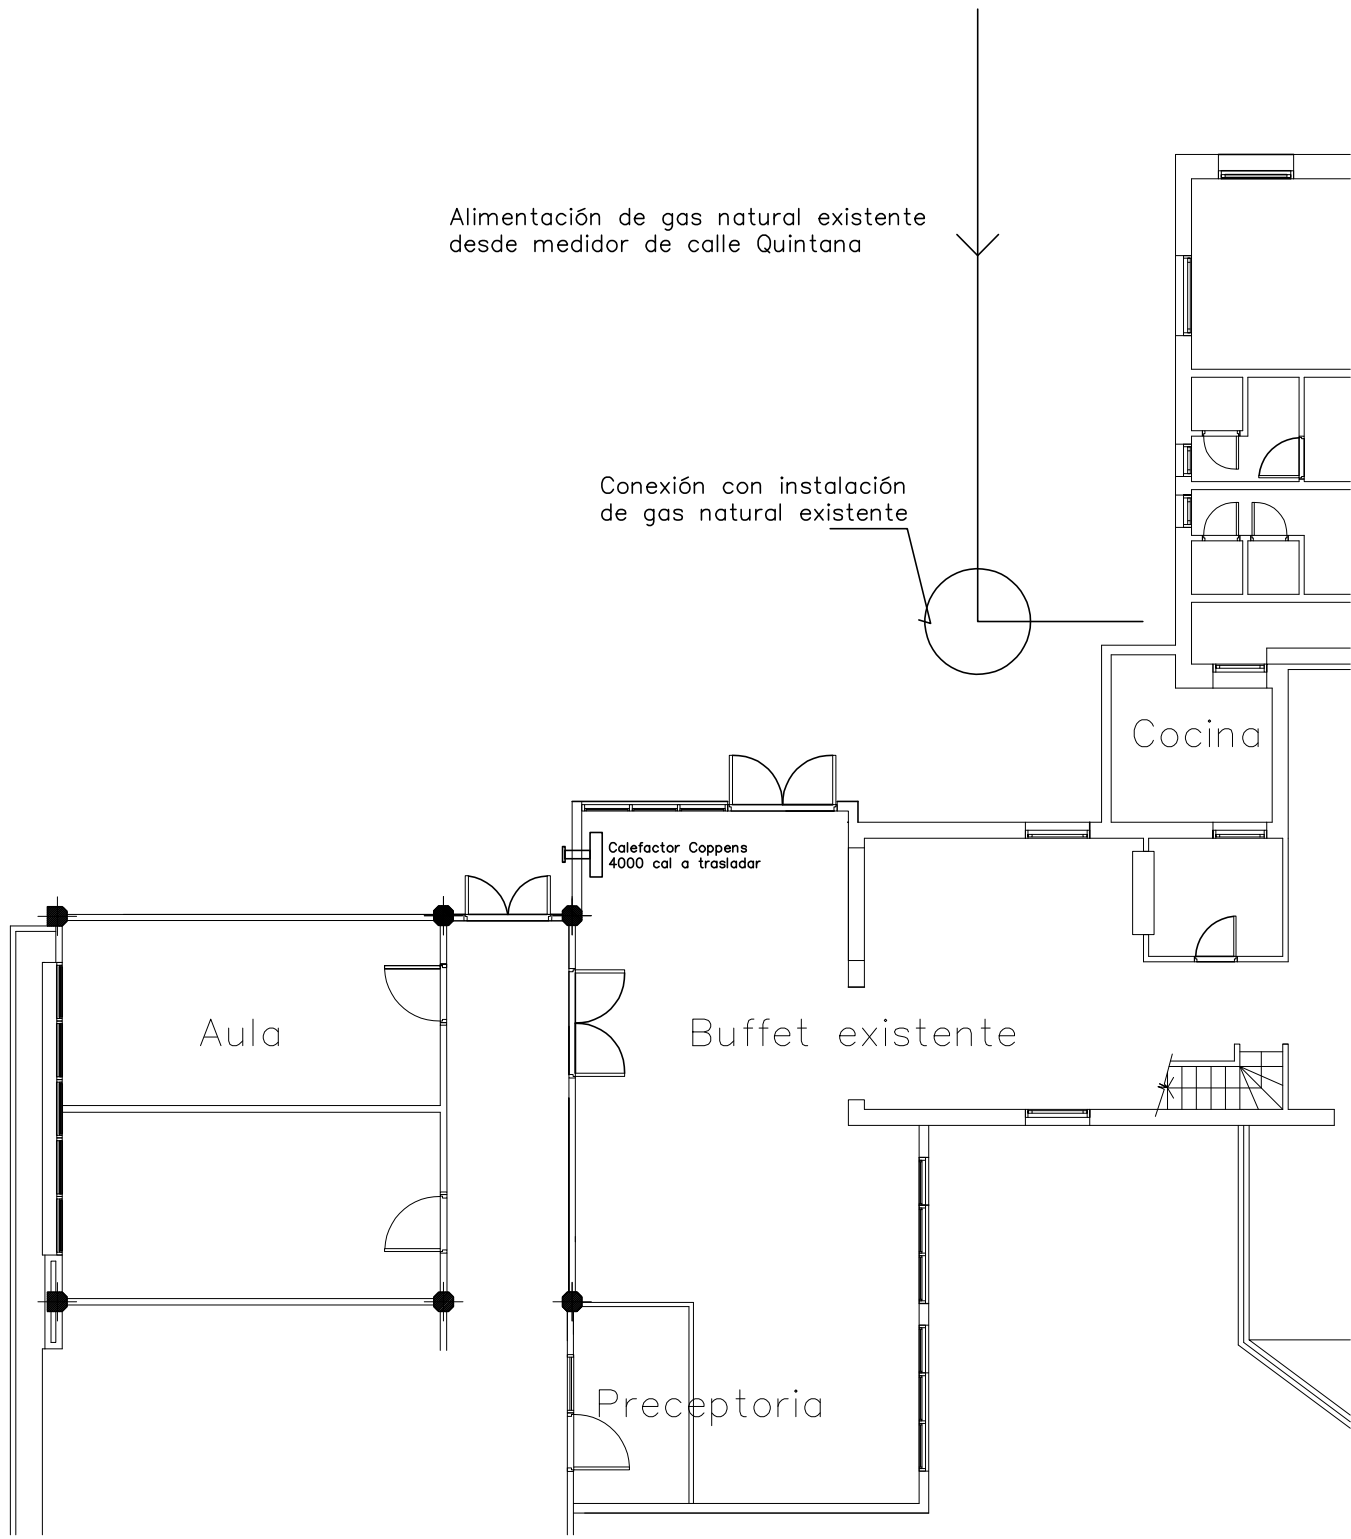 Alimentación de gas natural existente
desde medidor de calle Quintana
Conexión con instalación
de gas natural existente
Cocina
Calefactor Coppens
4000 cal a trasladar
Aula
Buffet existente
Preceptoria